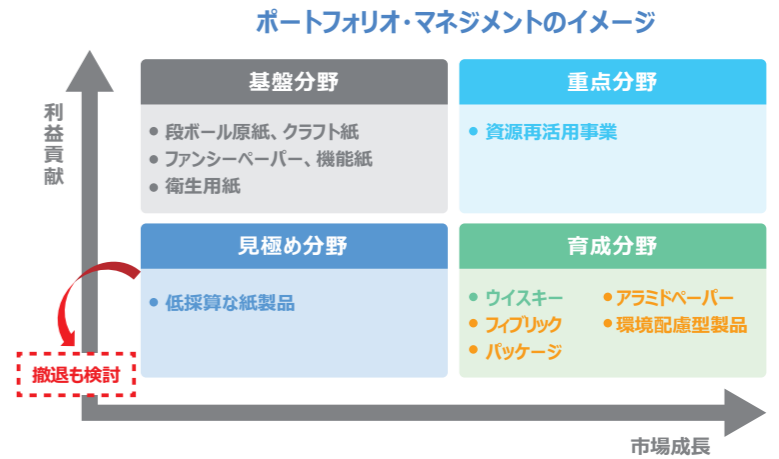 ポートフォリオ・マネジメントのイメージ
利益貢献
基盤分野
• 段ボール原紙、クラフト紙
• ファンシーペーパー、機能紙
• 衛生用紙
重点分野
• 資源再活用事業
見極め分野
• 低採算な紙製品
育成分野
• ウイスキー
• フィブリック
• パッケージ
• アラミドペーパー
• 環境配慮型製品
撤退も検討
市場成長